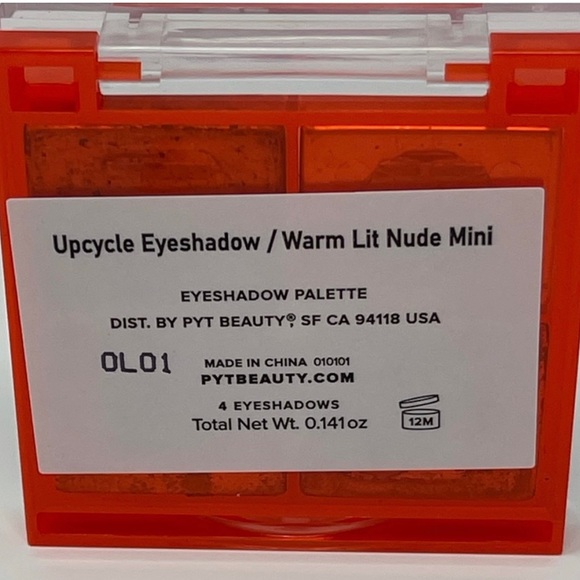 Upcycle Eyeshadow / Warm Lit Nude Mini
EYESHADOW PALETTE
DIST. BY PYT BEAUTY®, SF CA 94118 USA
0L01
MADE IN CHINA 010101
PYTBEAUTY.COM
4 EYESHADOWS
Total Net Wt. 0.141oz
12M